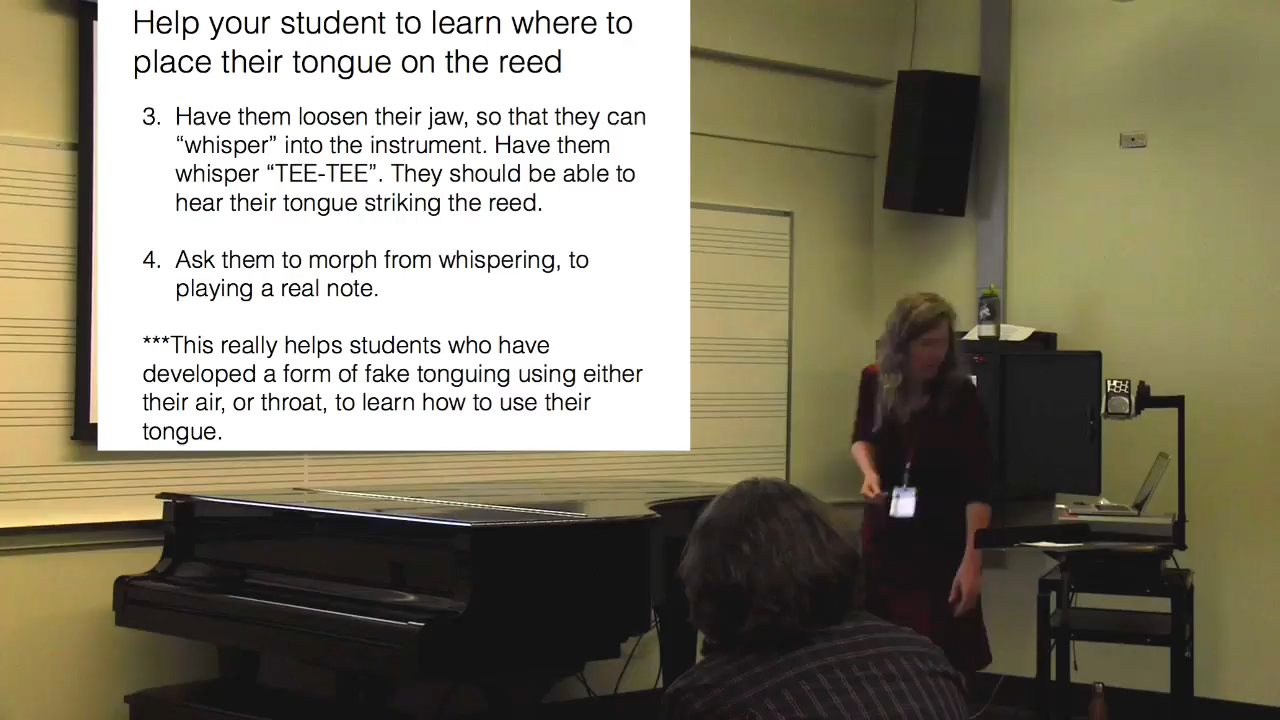 Help your student to learn where to
place their tongue on the reed
3. Have them loosen their jaw, so that they can
“whisper” into the instrument. Have them
whisper “TEE-TEE”. They should be able to
hear their tongue striking the reed.
4. Ask them to morph from whispering, to
playing a real note.
***This really helps students who have
developed a form of fake tonguing using either
their air, or throat, to learn how to use their
tongue.